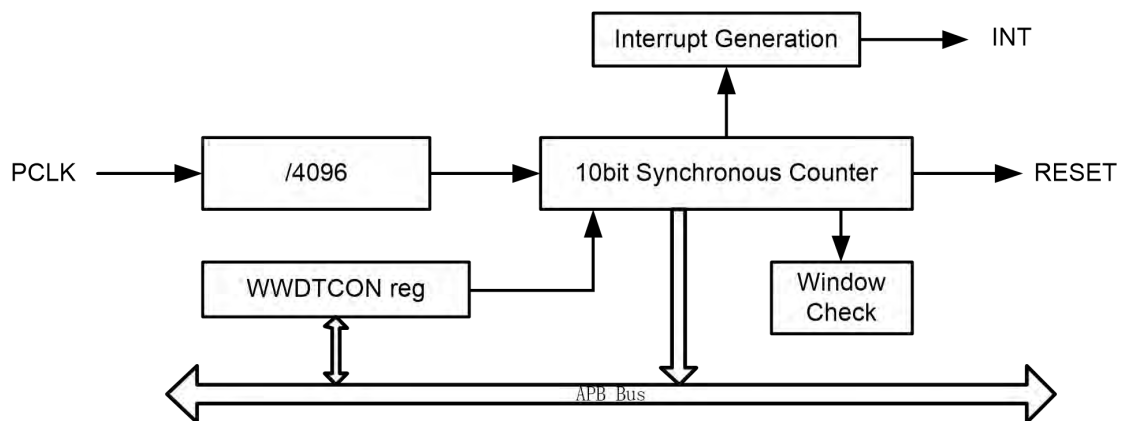 Interrupt Generation
INT
PCLK
/4096
10bit Synchronous Counter
RESET
WWDTCON reg
Window
Check
APB Bus